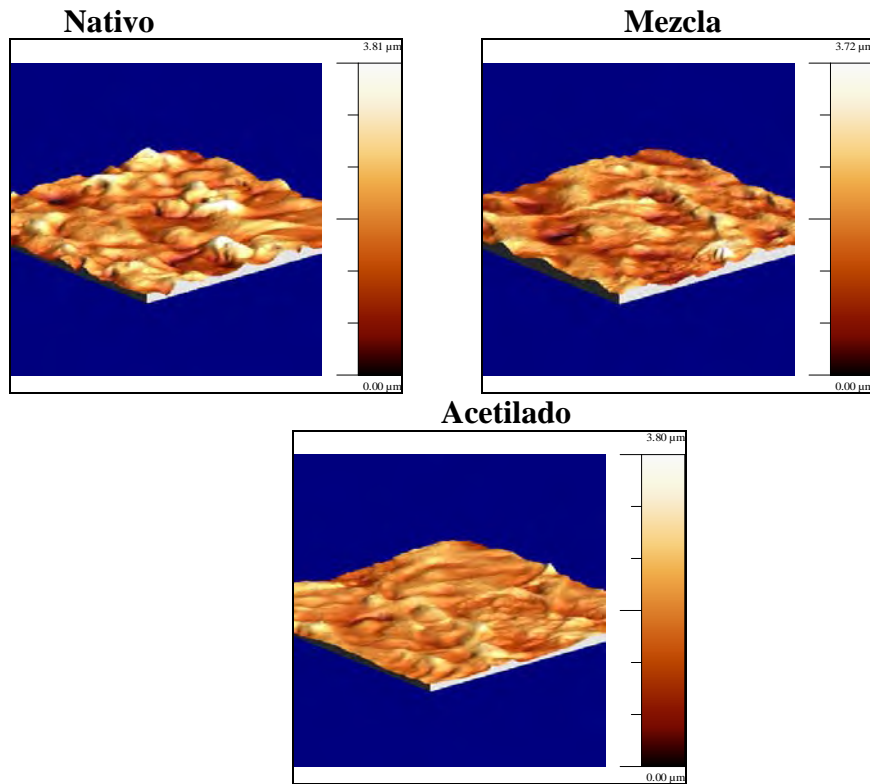 Nativo
Mezcla
3.81 µm
3.72 µm
0.00 µm
0.00 µm
Acetilado
3.80 µm
0.00 µm